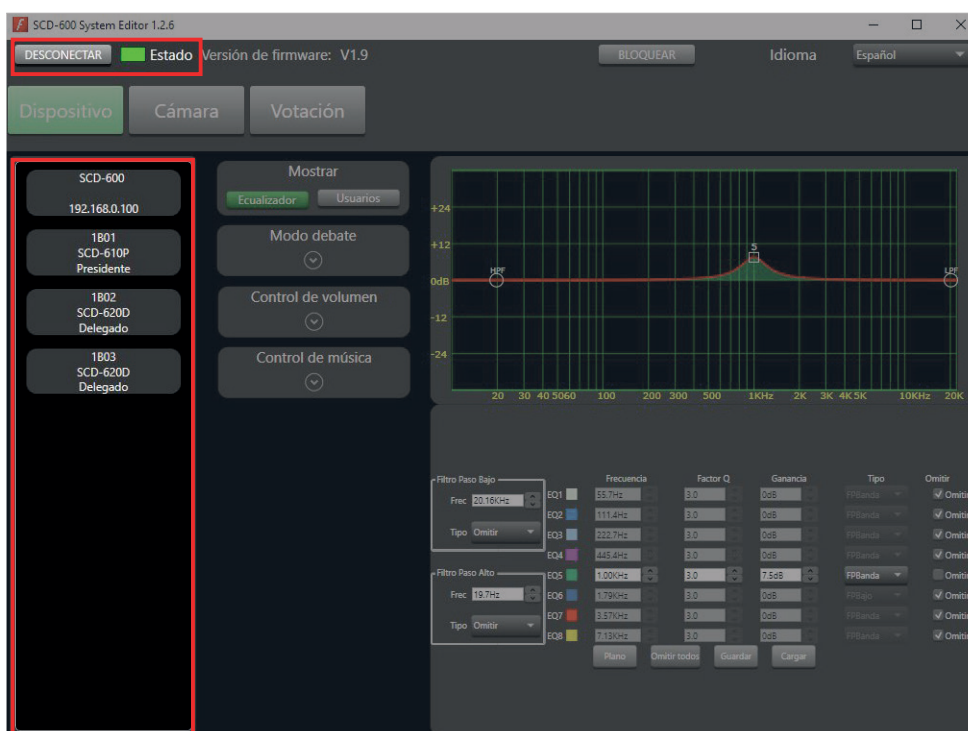 SCD-600 System Editor 1.2.6
DESCONECTAR Estado Versión de firmware: V1.9 BLOQUEAR Idioma Español
Dispositivo Cámara Votación
SCD-600
192.168.0.100
1B01
SCD-610P
Presidente
1B02
SCD-620D
Delegado
1B03
SCD-620D
Delegado
Mostrar
Ecualizador Usuarios
Modo debate
Control de volumen
Control de música
+24
+12
0dB
-12
-24
HPF
5
LPF
20 30 40 50 60 100 200 300 500 1KHz 2K 3K 4K 5K 10KHz 20K
Filtro Paso Bajo
Frec 20.16KHz
Tipo Omitir
Filtro Paso Alto
Frec 19.7Hz
Tipo Omitir
Frecuencia Factor Q Ganancia Tipo Omitir
EQ1 55.7Hz 3.0 0dB FPBanda Omitir
EQ2 111.4Hz 3.0 0dB FPBanda Omitir
EQ3 222.7Hz 3.0 0dB FPBanda Omitir
EQ4 445.4Hz 3.0 0dB FPBanda Omitir
EQ5 1.00KHz 3.0 7.5dB FPBanda Omitir
EQ6 1.79KHz 3.0 0dB FPBajo Omitir
EQ7 3.57KHz 3.0 0dB FPBanda Omitir
EQ8 7.13KHz 3.0 0dB FPBanda Omitir
Plano Omitir todos Guardar Cargar